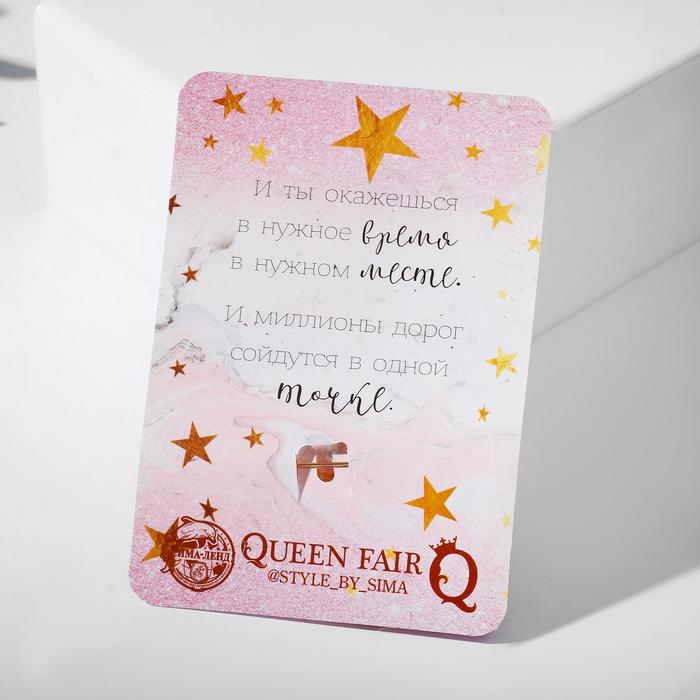 И ты окажешься
в нужное время
в нужном месте.
И миллионы дорог
сойдутся в одной
точке.
СИМА-ЛЕНД
QUEEN FAIR Q
@STYLE_BY_SIMA